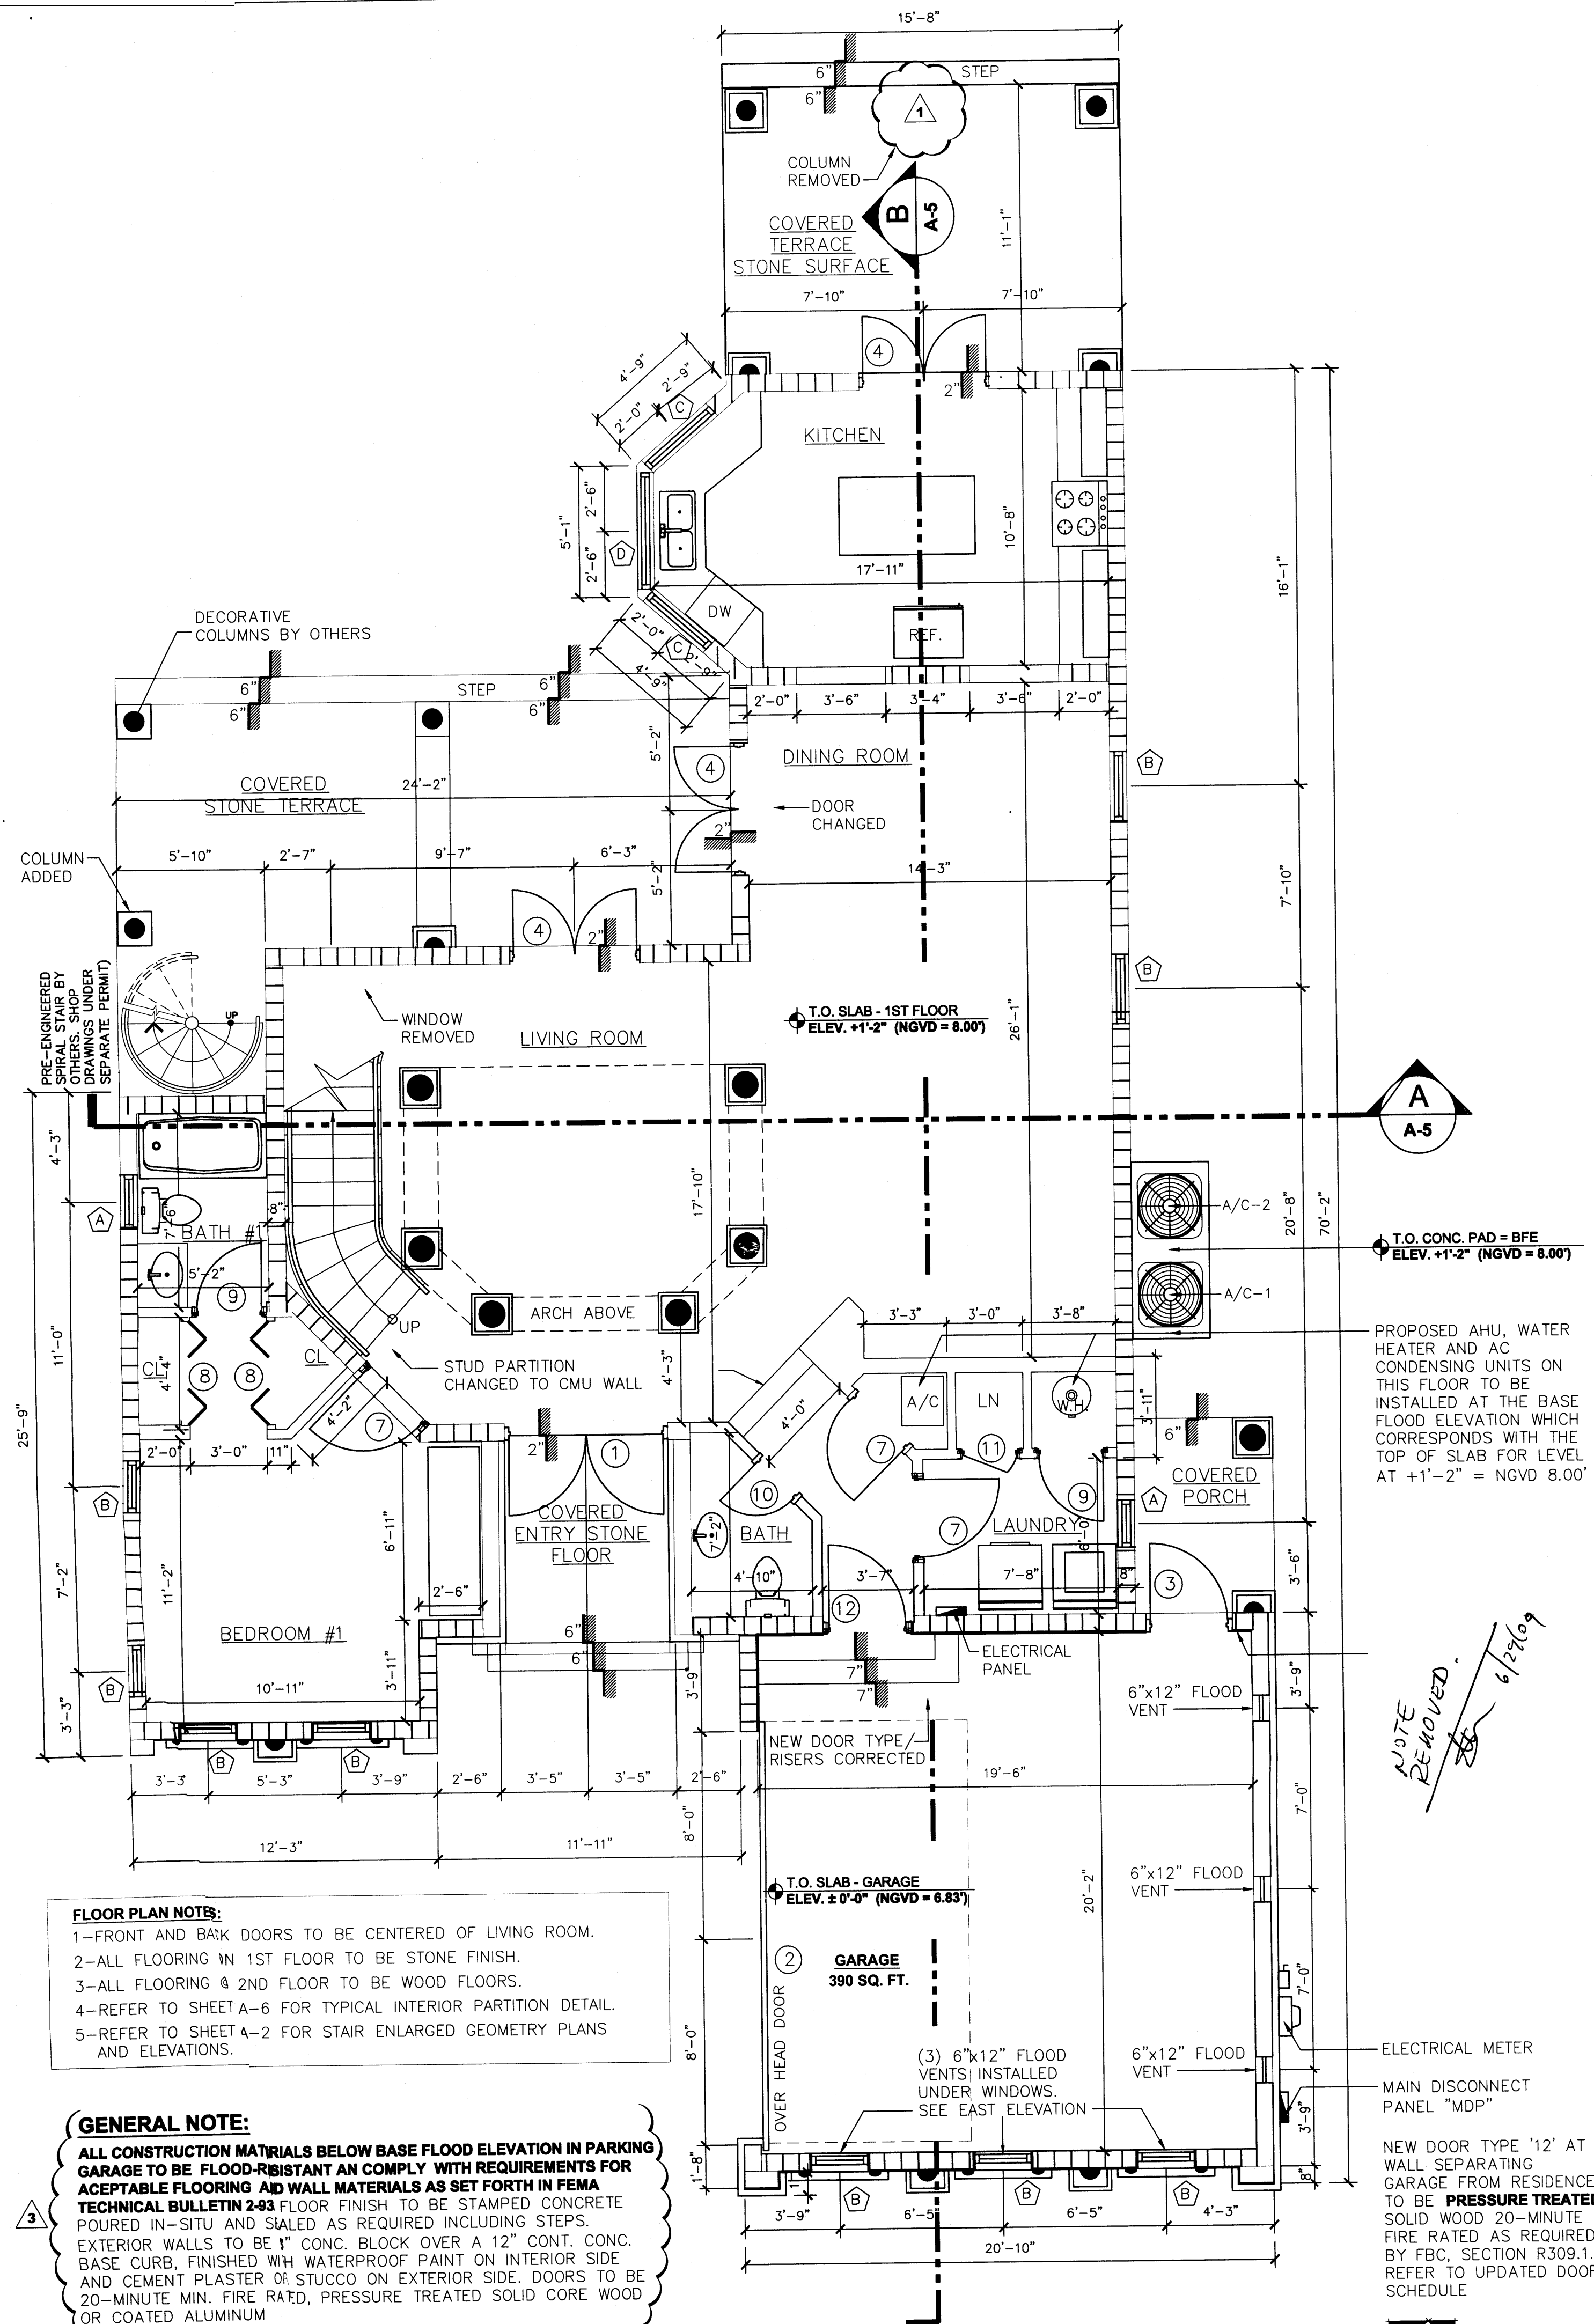 15'-8"
6"
STEP
6"
1
COLUMN
REMOVED
B
A-5
COVERED
TERRACE
STONE SURFACE
11'-1"
7'-10"
7'-10"
4
2"
4'-9"
2'-9"
2'-0"
C
KITCHEN
5'-1"
2'-6"
2'-6"
D
10'-8"
17'-11"
16'-1"
DW
REF.
2'-0"
C
2'-9"
4'-9"
DECORATIVE
COLUMNS BY OTHERS
6"
6"
STEP
6"
6"
2'-0"
3'-6"
3'-4"
3'-6"
2'-0"
5'-2"
DINING ROOM
4
B
COVERED
STONE TERRACE
24'-2"
DOOR
CHANGED
2"
COLUMN
ADDED
5'-10"
2'-7"
9'-7"
6'-3"
5'-2"
14'-3"
7'-10"
4
2"
B
PRE-ENGINEERED
SPIRAL STAIR BY
OTHERS. SHOP
DRAWINGS UNDER
SEPARATE PERMIT)
UP
WINDOW
REMOVED
LIVING ROOM
T.O. SLAB - 1ST FLOOR
ELEV. +1'-2" (NGVD = 8.00')
26'-1"
A
A-5
4'-3"
17'-10"
A/C-2
20'-8"
70'-2"
T.O. CONC. PAD = BFE
ELEV. +1'-2" (NGVD = 8.00')
A
7'-6"
BATH #1
8"
5'-2"
9
A/C-1
ARCH ABOVE
UP
3'-3"
3'-0"
3'-8"
11'-0"
CL
4'-4"
8
8
CL
STUD PARTITION
CHANGED TO CMU WALL
4'-3"
PROPOSED AHU, WATER
HEATER AND AC
CONDENSING UNITS ON
THIS FLOOR TO BE
INSTALLED AT THE BASE
FLOOD ELEVATION WHICH
CORRESPONDS WITH THE
TOP OF SLAB FOR LEVEL
AT +1'-2" = NGVD 8.00'
25'-9"
4'-2"
7
4'-0"
A/C
LN
W.H.
3'-11"
2'-0"
3'-0"
11"
2"
1
7
11
6"
COVERED
PORCH
B
10
9
A
COVERED
ENTRY STONE
FLOOR
6'-11"
7'-2"
BATH
7
LAUNDRY
6'-0"
7'-2"
11'-2"
2'-6"
4'-10"
3'-7"
7'-8"
8"
3
3'-6"
12
BEDROOM #1
6"
6"
ELECTRICAL
PANEL
3'-11"
3'-9"
7"
7"
10'-11"
3'-3"
B
6"x12" FLOOD
VENT
3'-9"
NOTE
REMOVED.
6/29/09
NEW DOOR TYPE/
RISERS CORRECTED
B
B
3'-3"
5'-3"
3'-9"
2'-6"
3'-5"
3'-5"
2'-6"
19'-6"
7'-0"
12'-3"
11'-11"
8'-0"
20'-2"
6"x12" FLOOD
VENT
T.O. SLAB - GARAGE
ELEV. ± 0'-0" (NGVD = 6.83')
2
GARAGE
390 SQ. FT.
7'-0"
OVER HEAD DOOR
8'-0"
(3) 6"x12" FLOOD
VENTS INSTALLED
UNDER WINDOWS.
SEE EAST ELEVATION
6"x12" FLOOD
VENT
3'-9"
ELECTRICAL METER
MAIN DISCONNECT
PANEL "MDP"
1'-8"
8"
B
B
B
3'-9"
6'-5"
6'-5"
4'-3"
20'-10"
NEW DOOR TYPE '12' AT
WALL SEPARATING
GARAGE FROM RESIDENCE
TO BE PRESSURE TREATED
SOLID WOOD 20-MINUTE
FIRE RATED AS REQUIRED
BY FBC, SECTION R309.1.
REFER TO UPDATED DOOR
SCHEDULE
FLOOR PLAN NOTES:
1-FRONT AND BACK DOORS TO BE CENTERED OF LIVING ROOM.
2-ALL FLOORING IN 1ST FLOOR TO BE STONE FINISH.
3-ALL FLOORING @ 2ND FLOOR TO BE WOOD FLOORS.
4-REFER TO SHEET A-6 FOR TYPICAL INTERIOR PARTITION DETAIL.
5-REFER TO SHEET A-2 FOR STAIR ENLARGED GEOMETRY PLANS
AND ELEVATIONS.
GENERAL NOTE:
ALL CONSTRUCTION MATERIALS BELOW BASE FLOOD ELEVATION IN PARKING
GARAGE TO BE FLOOD-RESISTANT AN COMPLY WITH REQUIREMENTS FOR
ACEPTABLE FLOORING AND WALL MATERIALS AS SET FORTH IN FEMA
TECHNICAL BULLETIN 2-93 FLOOR FINISH TO BE STAMPED CONCRETE
POURED IN-SITU AND SEALED AS REQUIRED INCLUDING STEPS.
EXTERIOR WALLS TO BE CONC. BLOCK OVER A 12" CONT. CONC.
BASE CURB, FINISHED WITH WATERPROOF PAINT ON INTERIOR SIDE
AND CEMENT PLASTER OR STUCCO ON EXTERIOR SIDE. DOORS TO BE
20-MINUTE MIN. FIRE RATED, PRESSURE TREATED SOLID CORE WOOD
OR COATED ALUMINUM
3